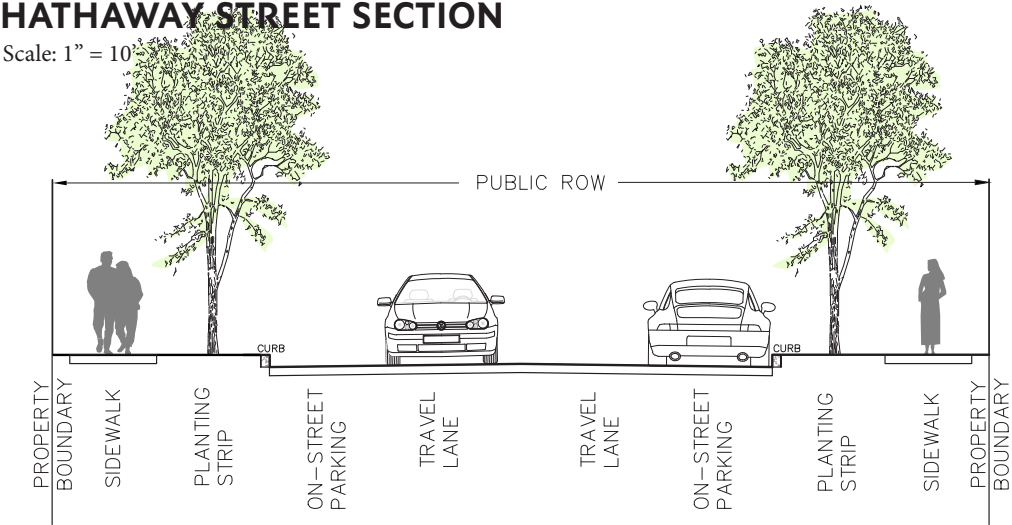 HATHAWAY STREET SECTION
Scale: 1” = 10’
PUBLIC ROW
CURB
CURB
PROPERTY
BOUNDARY
SIDEWALK
PLANTING
STRIP
ON-STREET
PARKING
TRAVEL
LANE
TRAVEL
LANE
ON-STREET
PARKING
PLANTING
STRIP
SIDEWALK
PROPERTY
BOUNDARY